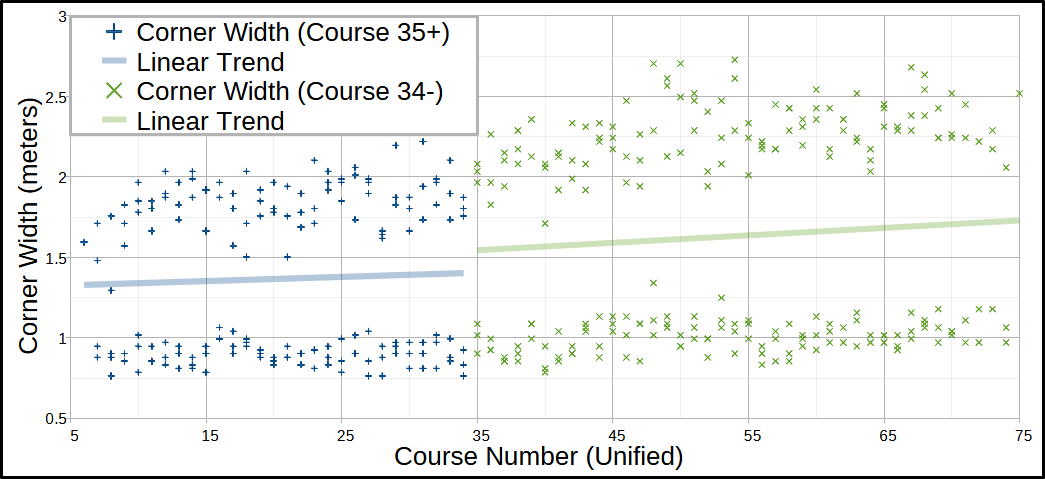 3
Corner Width (Course 35+)
Linear Trend
Corner Width (Course 34-)
Linear Trend
2.5
2
1.5
1
0.5
Corner Width (meters)
5 15 25 35 45 55 65 75
Course Number (Unified)